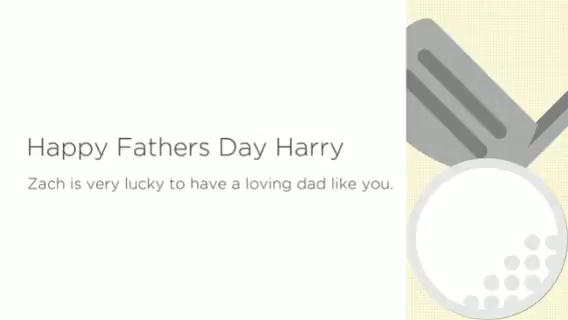 Happy Fathers Day Harry
Zach is very lucky to have a loving dad like you.